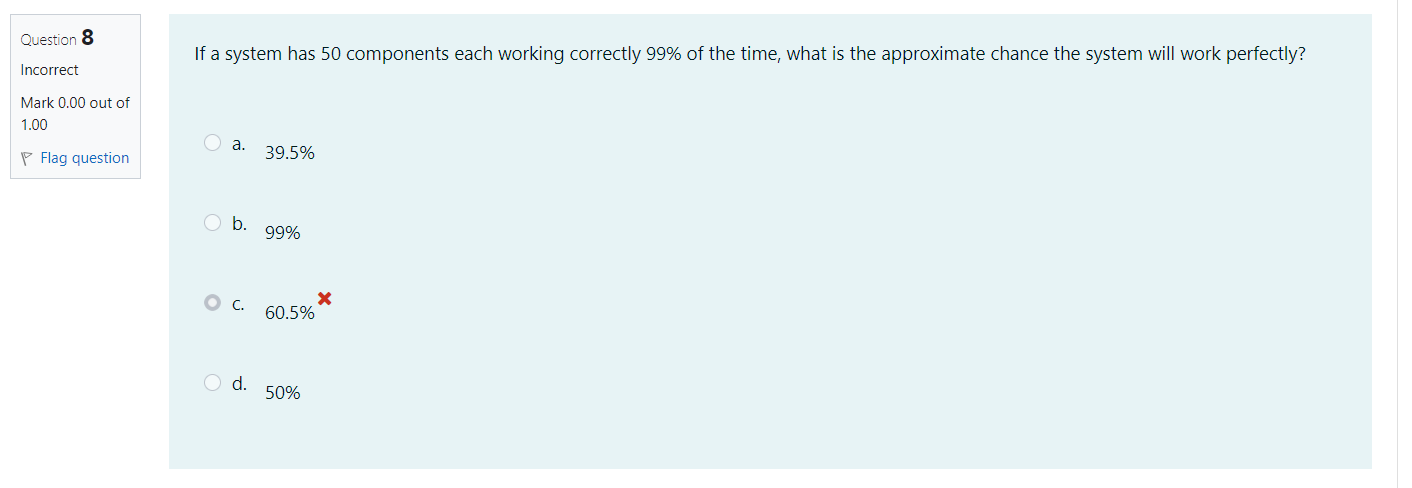 Question 8
Incorrect
Mark 0.00 out of
1.00
Flag question
If a system has 50 components each working correctly 99% of the time, what is the approximate chance the system will work perfectly?
a. 39.5%
b. 99%
c. 60.5%
d. 50%